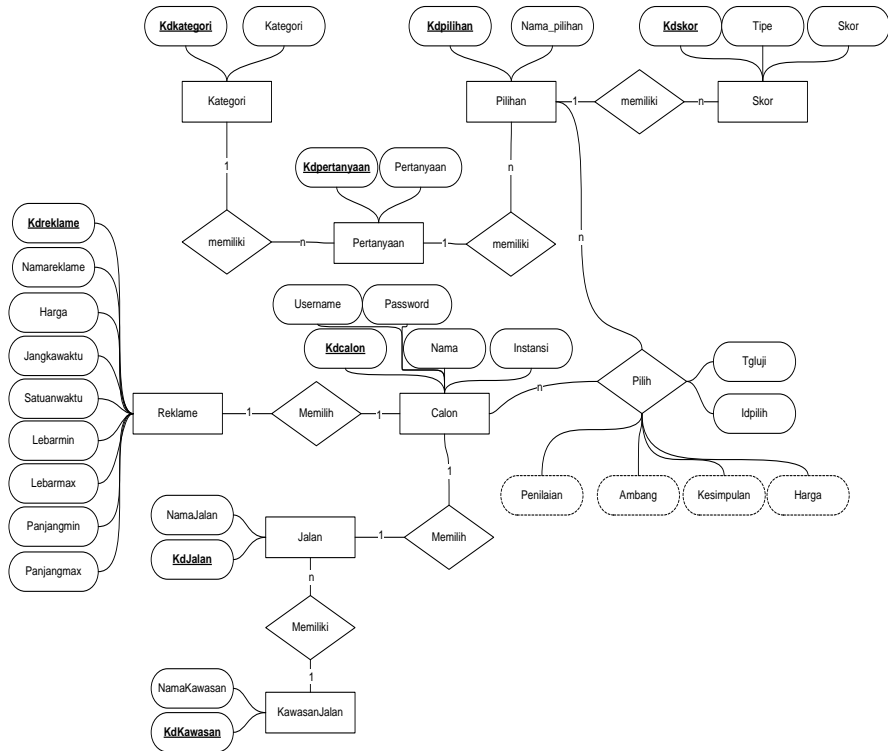 Kdkategori
Kategori
Kdpilihan
Nama_pilihan
Kdskor
Tipe
Skor
Kategori
Pilihan
1
memiliki
n
Skor
1
n
Kdpertanyaan
Pertanyaan
n
memiliki
n
Pertanyaan
1
memiliki
Kdreklame
Namareklame
Harga
Jangkawaktu
Satuanwaktu
Lebarmin
Lebarmax
Panjangmin
Panjangmax
Username
Password
Kdcalon
Nama
Instansi
Reklame
1
Memilih
1
Calon
n
Pilih
Tgluji
Idpilih
Penilaian
Ambang
Kesimpulan
Harga
1
NamaJalan
KdJalan
Jalan
1
Memilih
n
Memiliki
1
NamaKawasan
KdKawasan
KawasanJalan